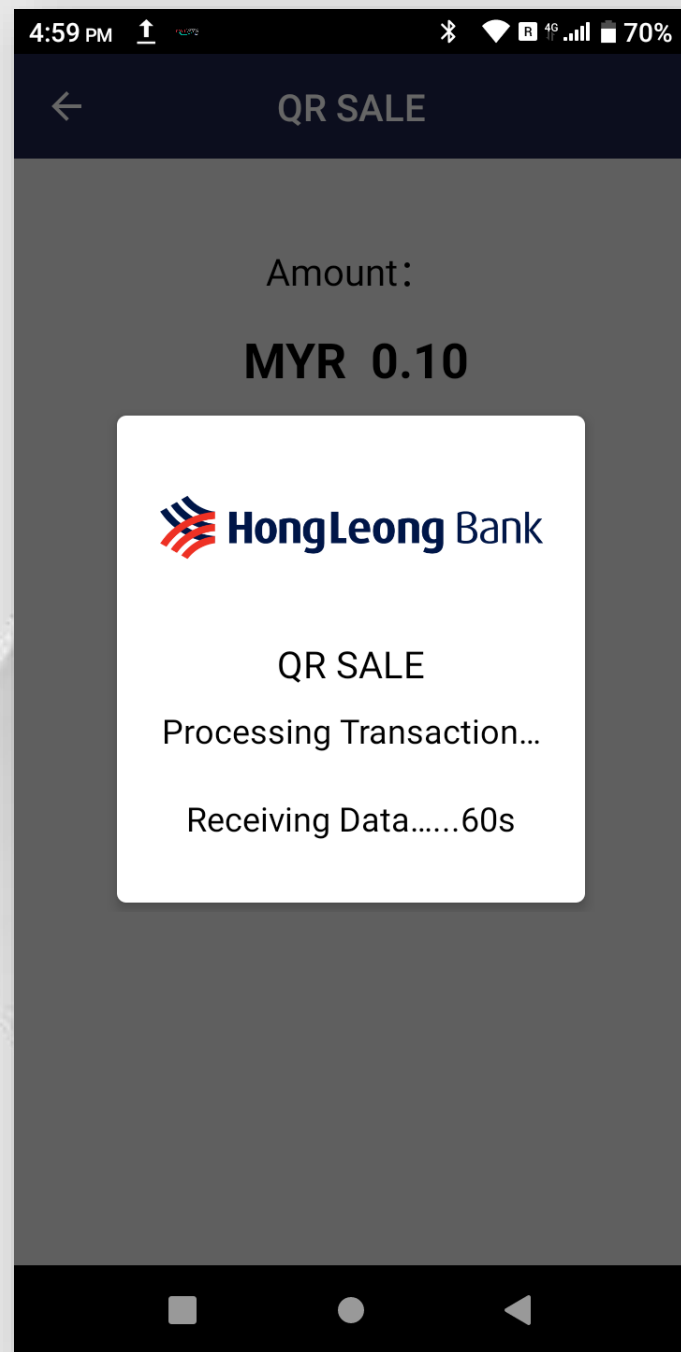 4:59 PM R 4G 70%
QR SALE
Amount:
MYR 0.10
HongLeong Bank
QR SALE
Processing Transaction…
Receiving Data…...60s